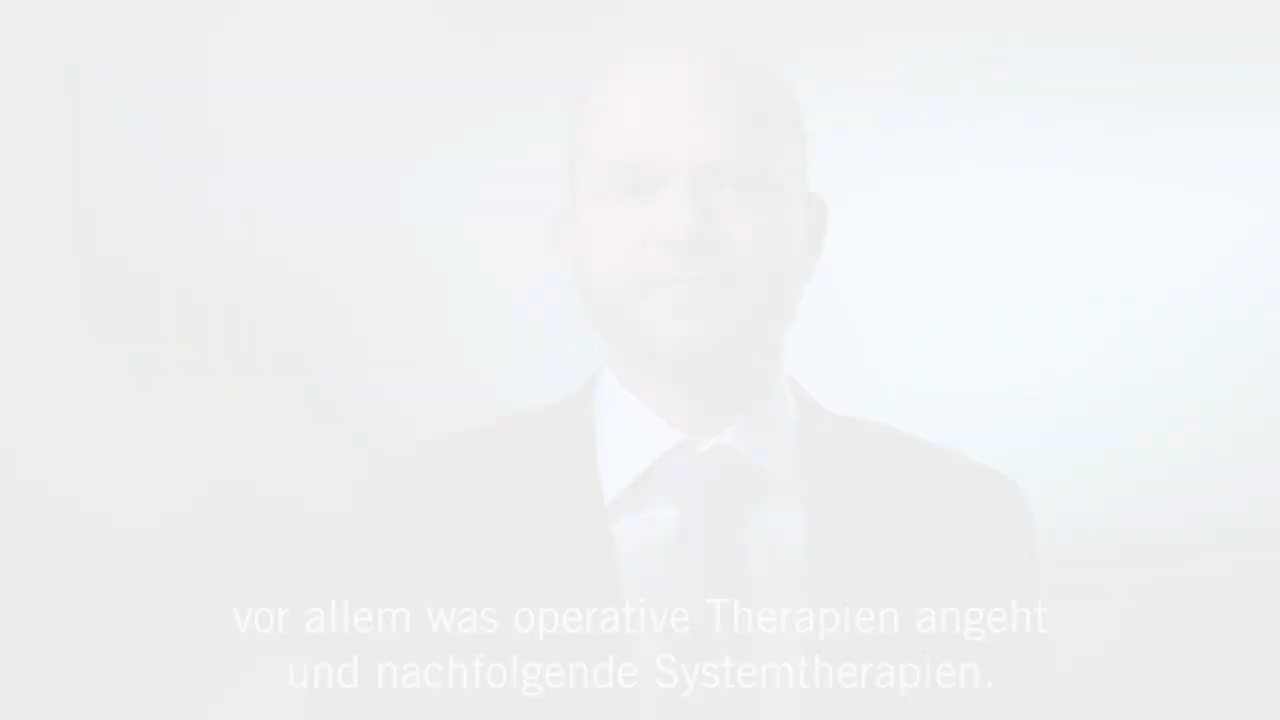 vor allem was operative Therapien angeht
und nachfolgende Systemtherapien.